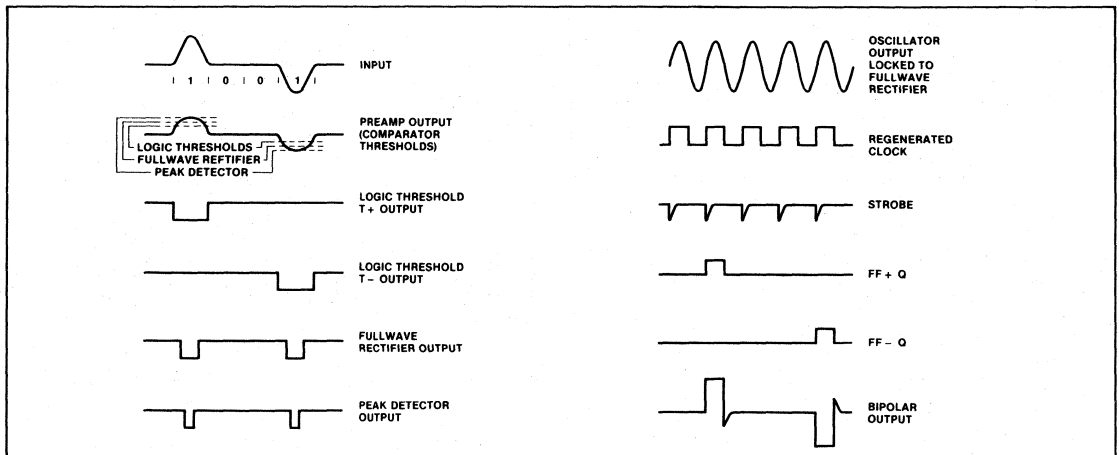 INPUT
1 0 0 1
PREAMP OUTPUT
(COMPARATOR
THRESHOLDS)
LOGIC THRESHOLDS
FULLWAVE RECTIFIER
PEAK DETECTOR
LOGIC THRESHOLD
T+ OUTPUT
LOGIC THRESHOLD
T- OUTPUT
FULLWAVE
RECTIFIER OUTPUT
PEAK DETECTOR
OUTPUT
OSCILLATOR
OUTPUT
LOCKED TO
FULLWAVE
RECTIFIER
REGENERATED
CLOCK
STROBE
FF+ Q
FF- Q
BIPOLAR
OUTPUT